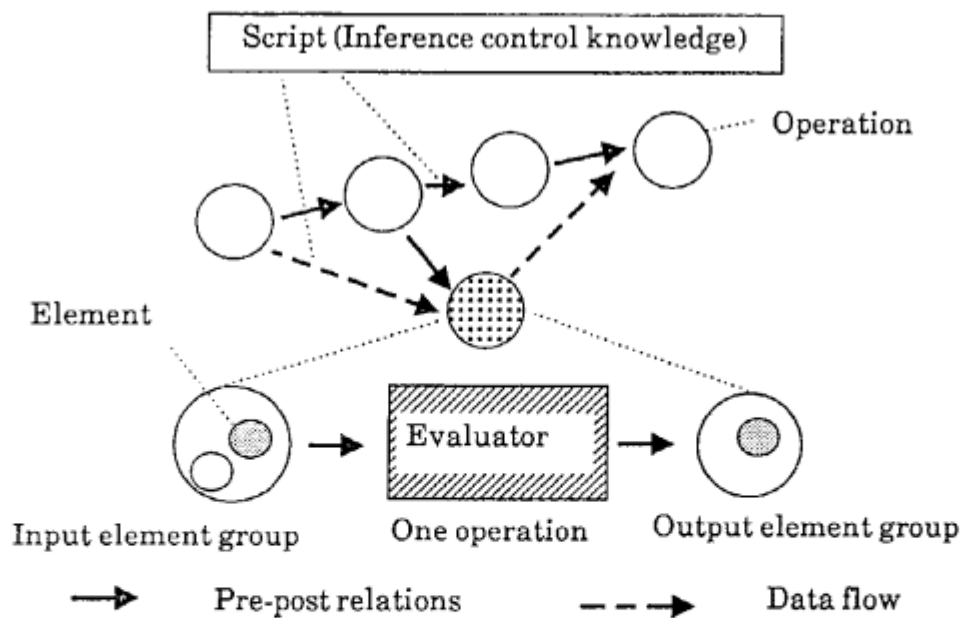 Script (Inference control knowledge)
Operation
Element
Evaluator
Input element group
One operation
Output element group
Pre-post relations
Data flow